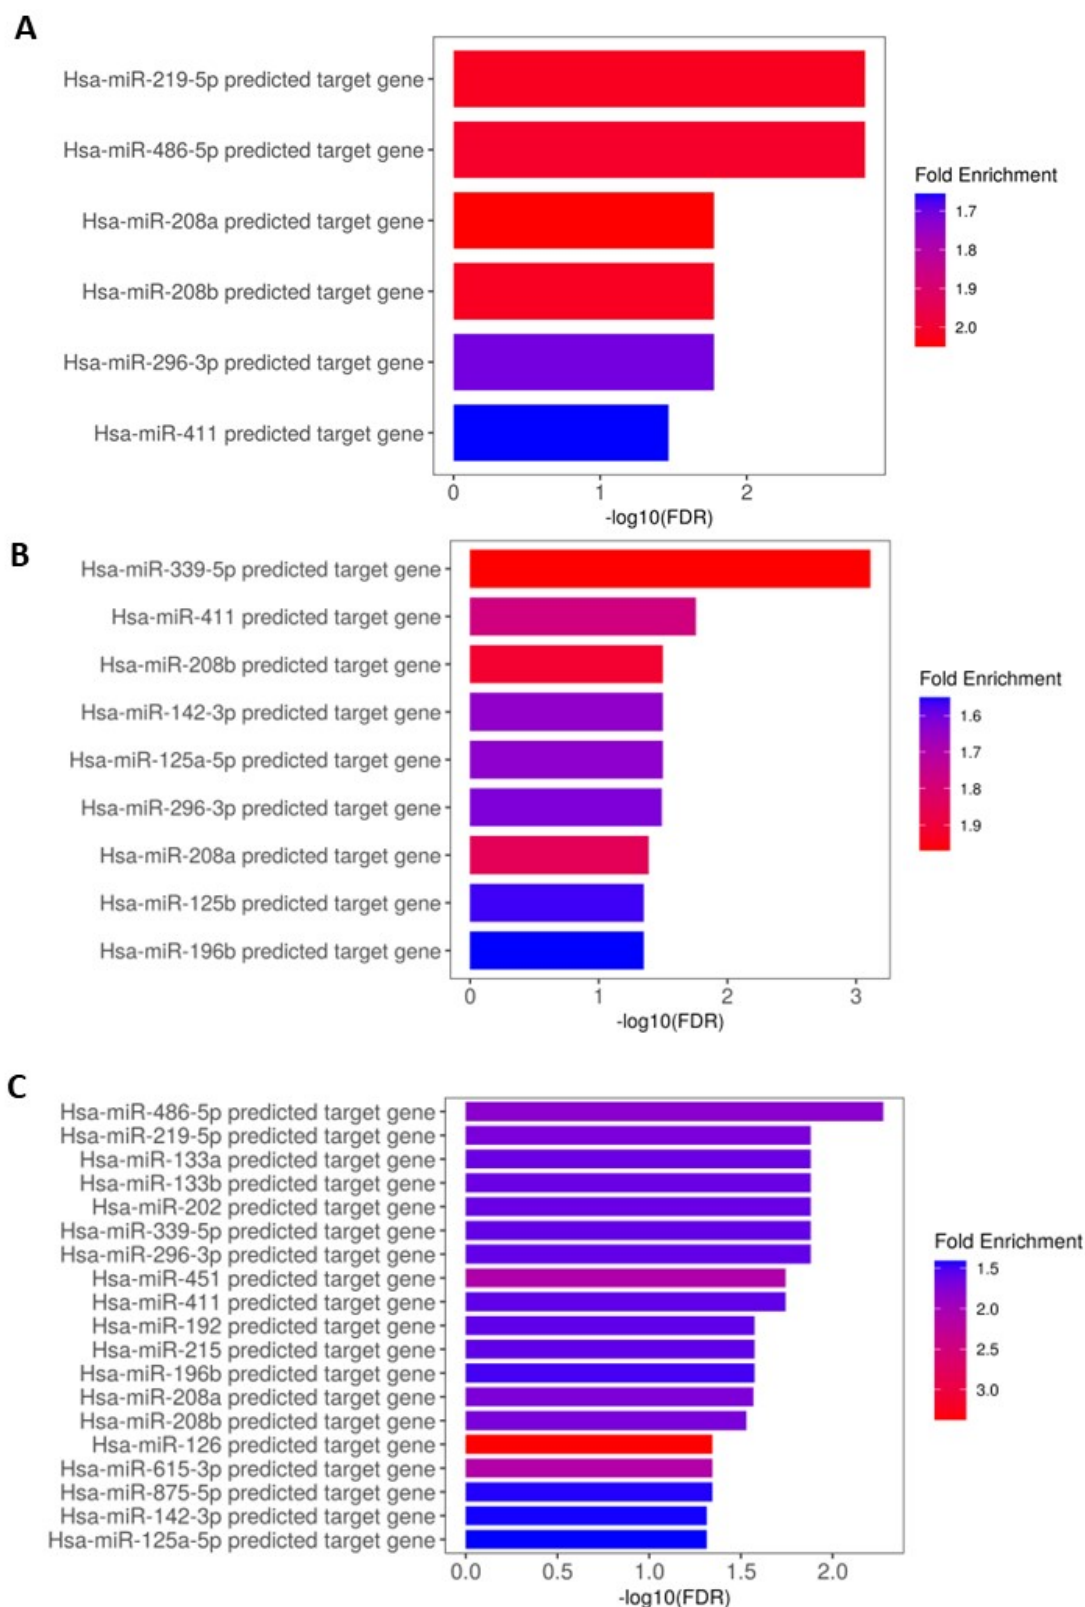 A
Hsa-miR-219-5p predicted target gene
Hsa-miR-486-5p predicted target gene
Hsa-miR-208a predicted target gene
Hsa-miR-208b predicted target gene
Hsa-miR-296-3p predicted target gene
Hsa-miR-411 predicted target gene
0 1 2
-log10(FDR)
Fold Enrichment
1.7
1.8
1.9
2.0
B
Hsa-miR-339-5p predicted target gene
Hsa-miR-411 predicted target gene
Hsa-miR-208b predicted target gene
Hsa-miR-142-3p predicted target gene
Hsa-miR-125a-5p predicted target gene
Hsa-miR-296-3p predicted target gene
Hsa-miR-208a predicted target gene
Hsa-miR-125b predicted target gene
Hsa-miR-196b predicted target gene
0 1 2 3
-log10(FDR)
Fold Enrichment
1.6
1.7
1.8
1.9
C
Hsa-miR-486-5p predicted target gene
Hsa-miR-219-5p predicted target gene
Hsa-miR-133a predicted target gene
Hsa-miR-133b predicted target gene
Hsa-miR-202 predicted target gene
Hsa-miR-339-5p predicted target gene
Hsa-miR-296-3p predicted target gene
Hsa-miR-451 predicted target gene
Hsa-miR-411 predicted target gene
Hsa-miR-192 predicted target gene
Hsa-miR-215 predicted target gene
Hsa-miR-196b predicted target gene
Hsa-miR-208a predicted target gene
Hsa-miR-208b predicted target gene
Hsa-miR-126 predicted target gene
Hsa-miR-615-3p predicted target gene
Hsa-miR-875-5p predicted target gene
Hsa-miR-142-3p predicted target gene
Hsa-miR-125a-5p predicted target gene
0.0 0.5 1.0 1.5 2.0
-log10(FDR)
Fold Enrichment
1.5
2.0
2.5
3.0